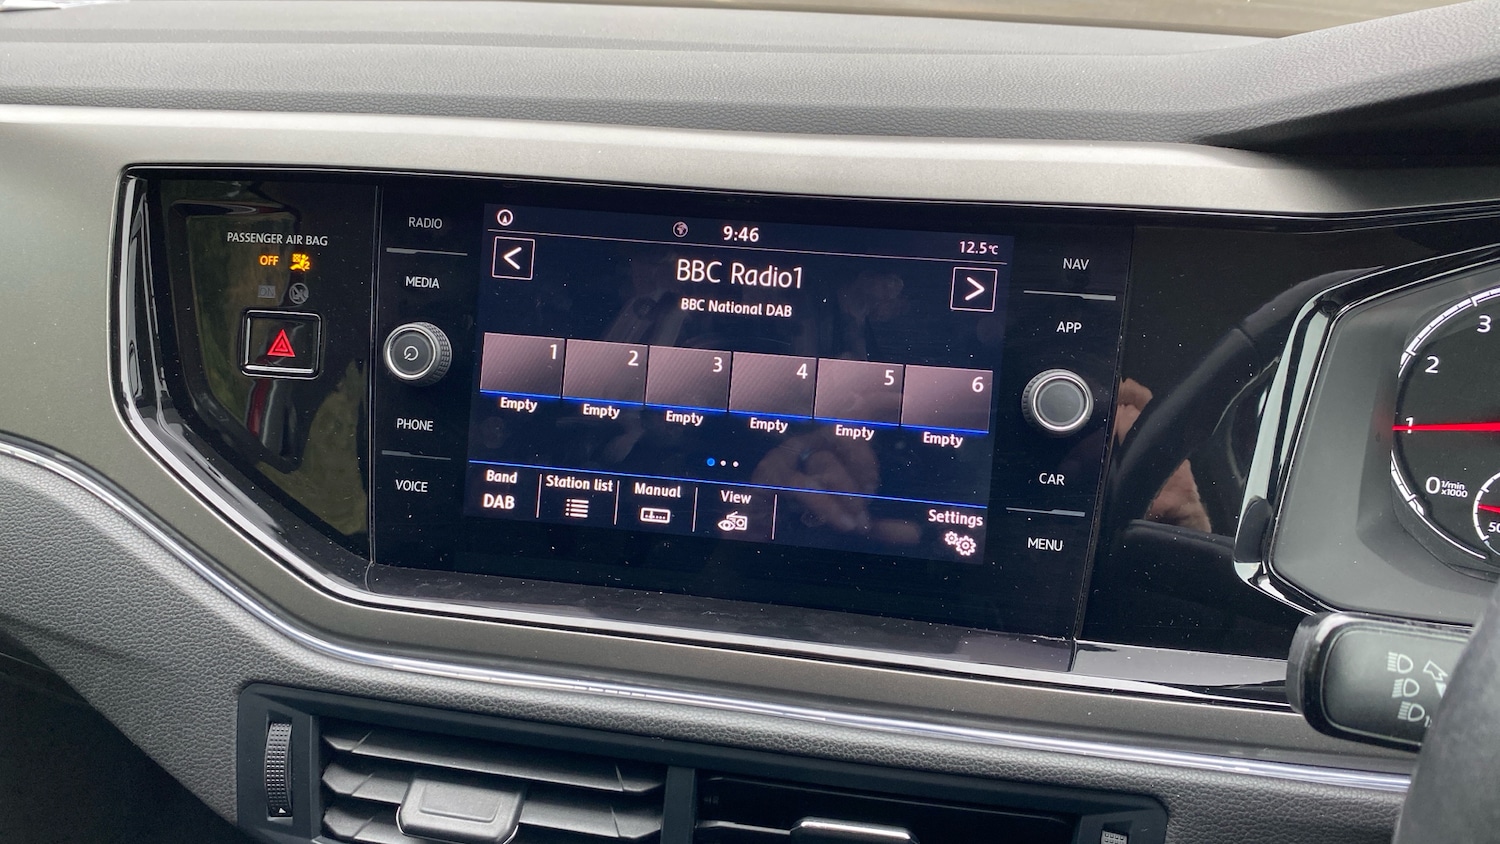 PASSENGER AIR BAG
OFF
ON
RADIO
MEDIA
PHONE
VOICE
9:46
12.5°C
<
BBC Radio1
>
BBC National DAB
1
2
3
4
5
6
Empty
Empty
Empty
Empty
Empty
Empty
Band
DAB
Station list
Manual
View
Settings
NAV
APP
CAR
MENU
3
2
1
0
1/min
x1000
50